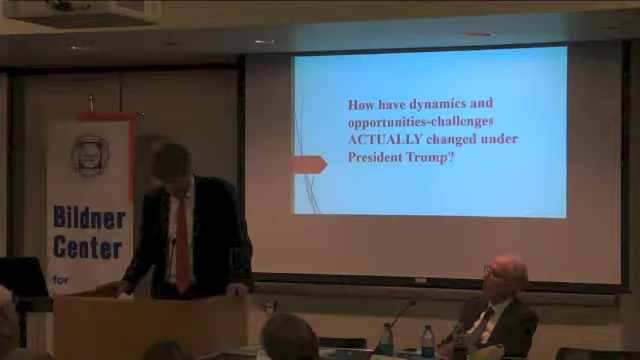 How have dynamics and
opportunities-challenges
ACTUALLY changed under
President Trump?
Bildner
Center
for